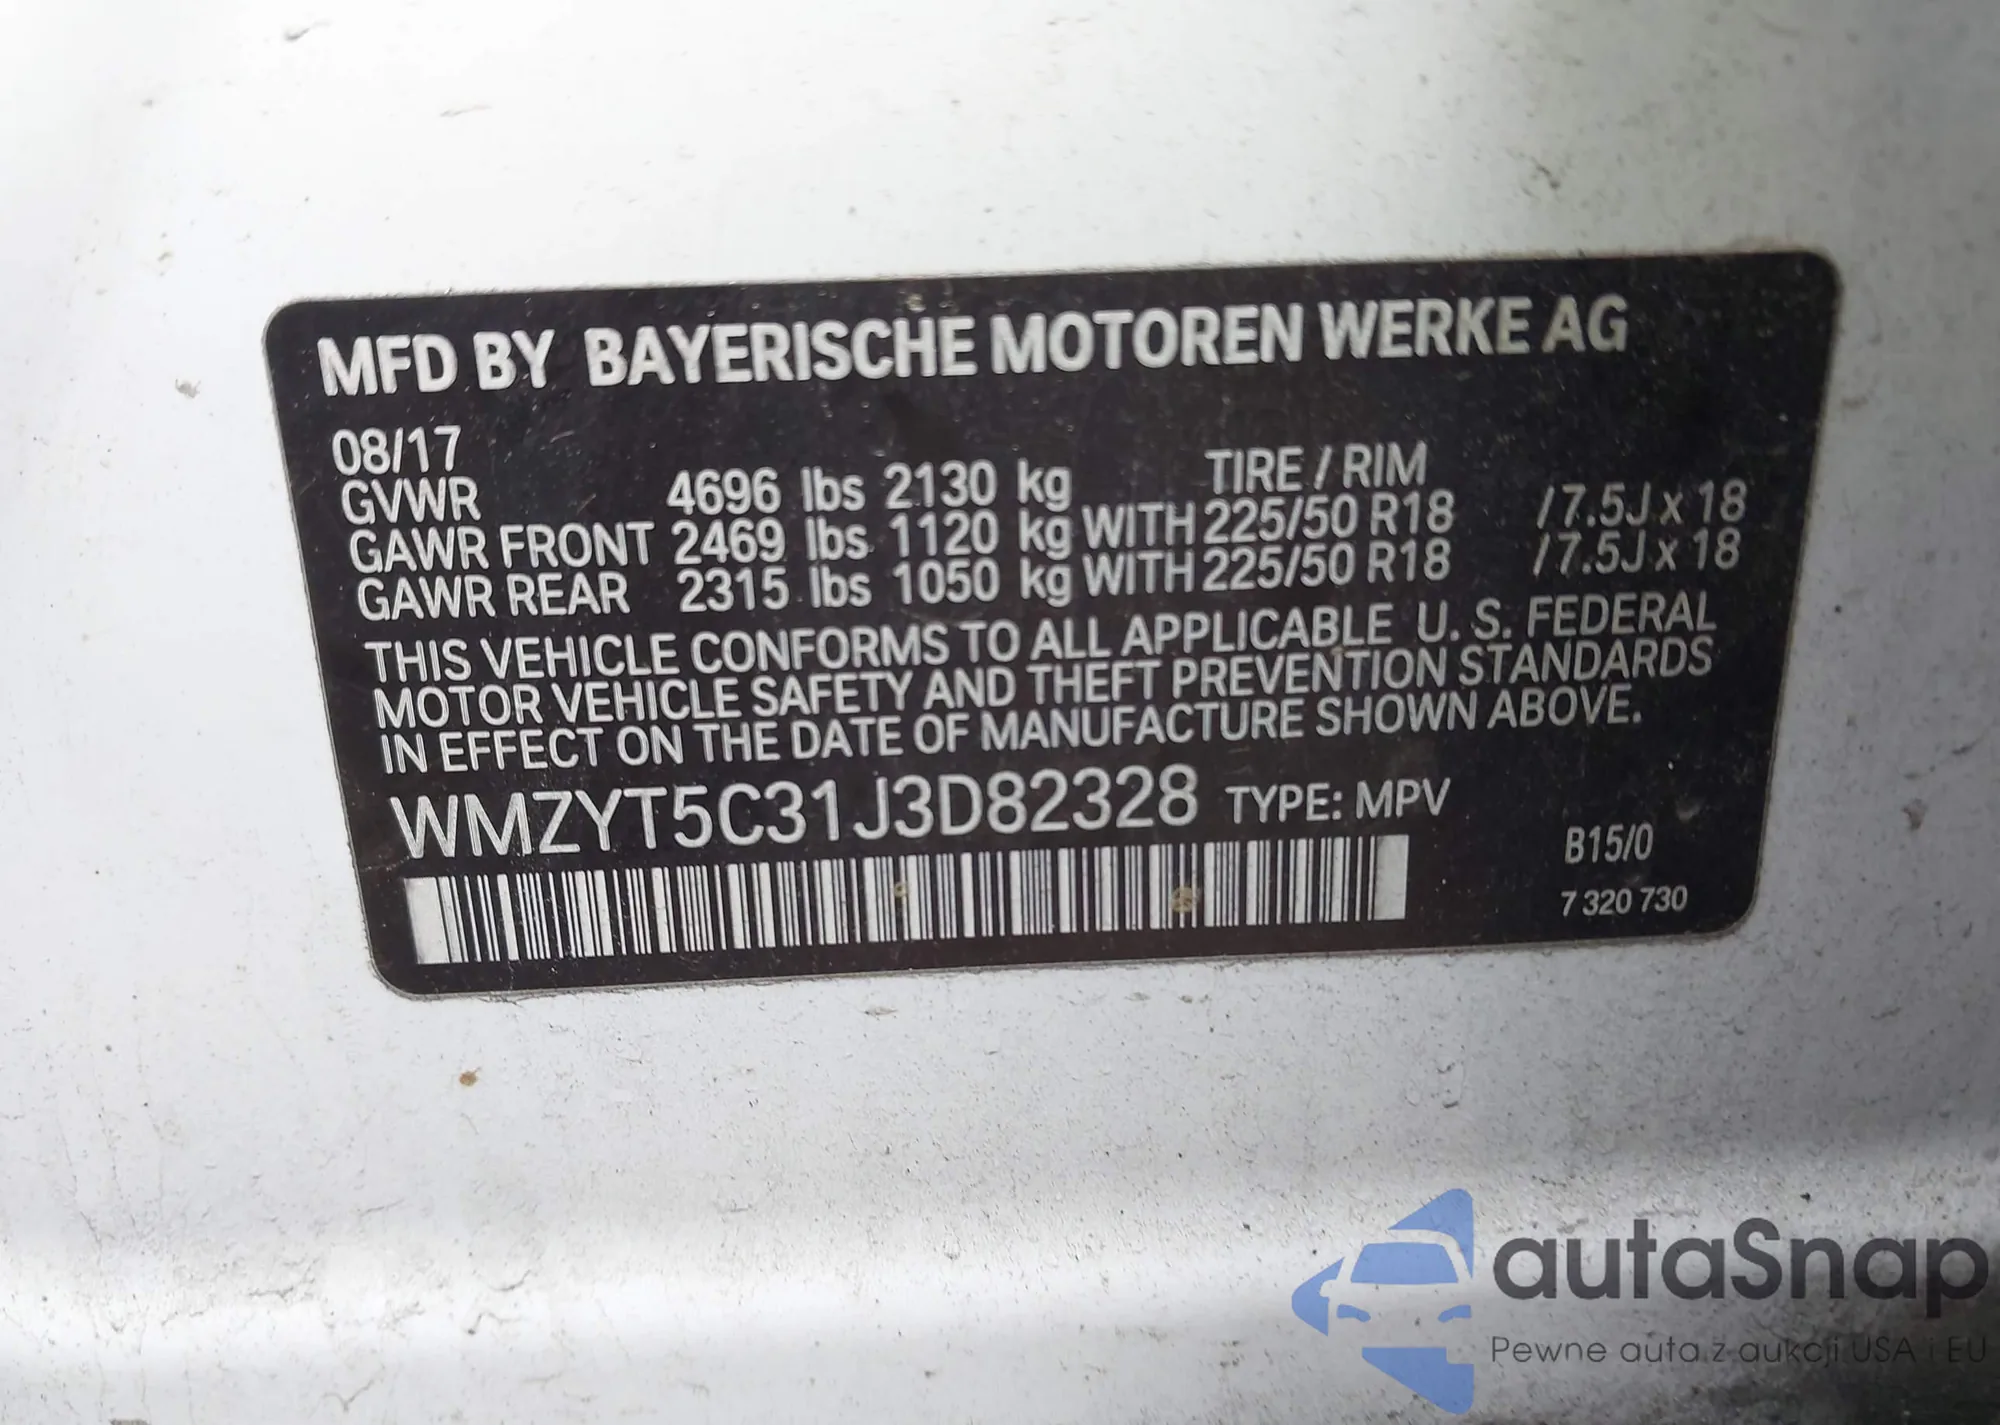 MFD BY BAYERISCHE MOTOREN WERKE AG
08/17
TIRE / RIM
GVWR 4696 lbs 2130 kg
GAWR FRONT 2469 lbs 1120 kg WITH 225/50 R18 / 7.5J x 18
GAWR REAR 2315 lbs 1050 kg WITH 225/50 R18 / 7.5J x 18
THIS VEHICLE CONFORMS TO ALL APPLICABLE U. S. FEDERAL
MOTOR VEHICLE SAFETY AND THEFT PREVENTION STANDARDS
IN EFFECT ON THE DATE OF MANUFACTURE SHOWN ABOVE.
WMZYT5C31J3D82328 TYPE: MPV
B15/0
7 320 730
autaSnap
Pewne auta z aukcji USA i EU